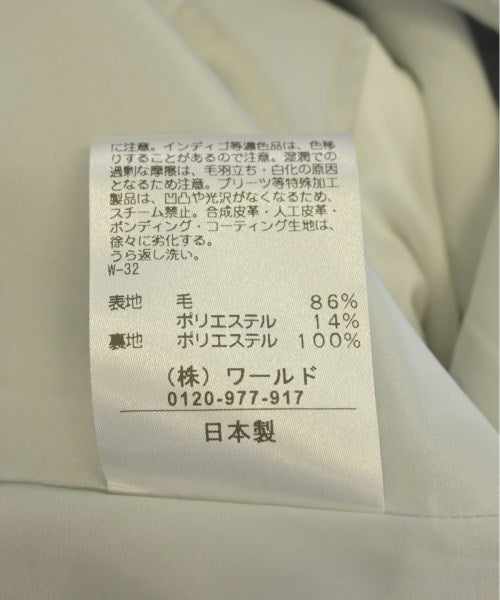 に注意。インディゴ等濃色品は、色移
りすることがあるので注意。湿潤での
過剰な摩擦は、毛羽立ち・白化の原因
となるため注意。プリーツ等特殊加工
製品は、凹凸や光沢がなくなるため、
スチーム禁止。合成皮革・人工皮革・
ボンディング・コーティング生地は、
徐々に劣化する。
うら返し洗い。
W-32
表地 毛 86%
ポリエステル 14%
裏地 ポリエステル 100%
（株）ワールド
0120-977-917
日本製